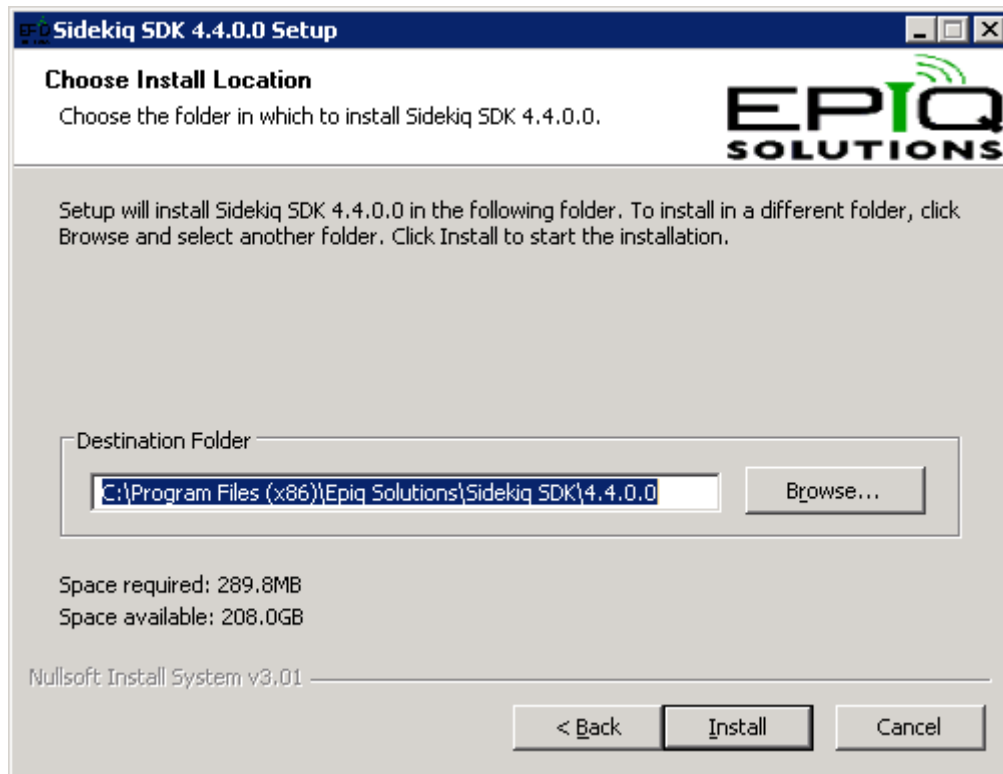 Sidekiq SDK 4.4.0.0 Setup
Choose Install Location
Choose the folder in which to install Sidekiq SDK 4.4.0.0.
EPIQ
SOLUTIONS
Setup will install Sidekiq SDK 4.4.0.0 in the following folder. To install in a different folder, click
Browse and select another folder. Click Install to start the installation.
Destination Folder
C:\Program Files (x86)\Epiq Solutions\Sidekiq SDK\4.4.0.0
Browse...
Space required: 289.8MB
Space available: 208.0GB
Nullsoft Install System v3.01
< Back
Install
Cancel